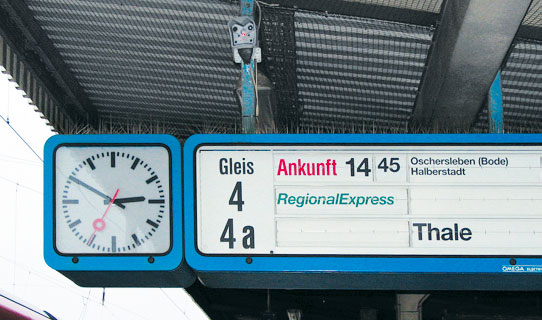 Gleis
4
4a
Ankunft 14 45 Oschersleben (Bode)
Halberstadt
RegionalExpress
Thale
OMEGA